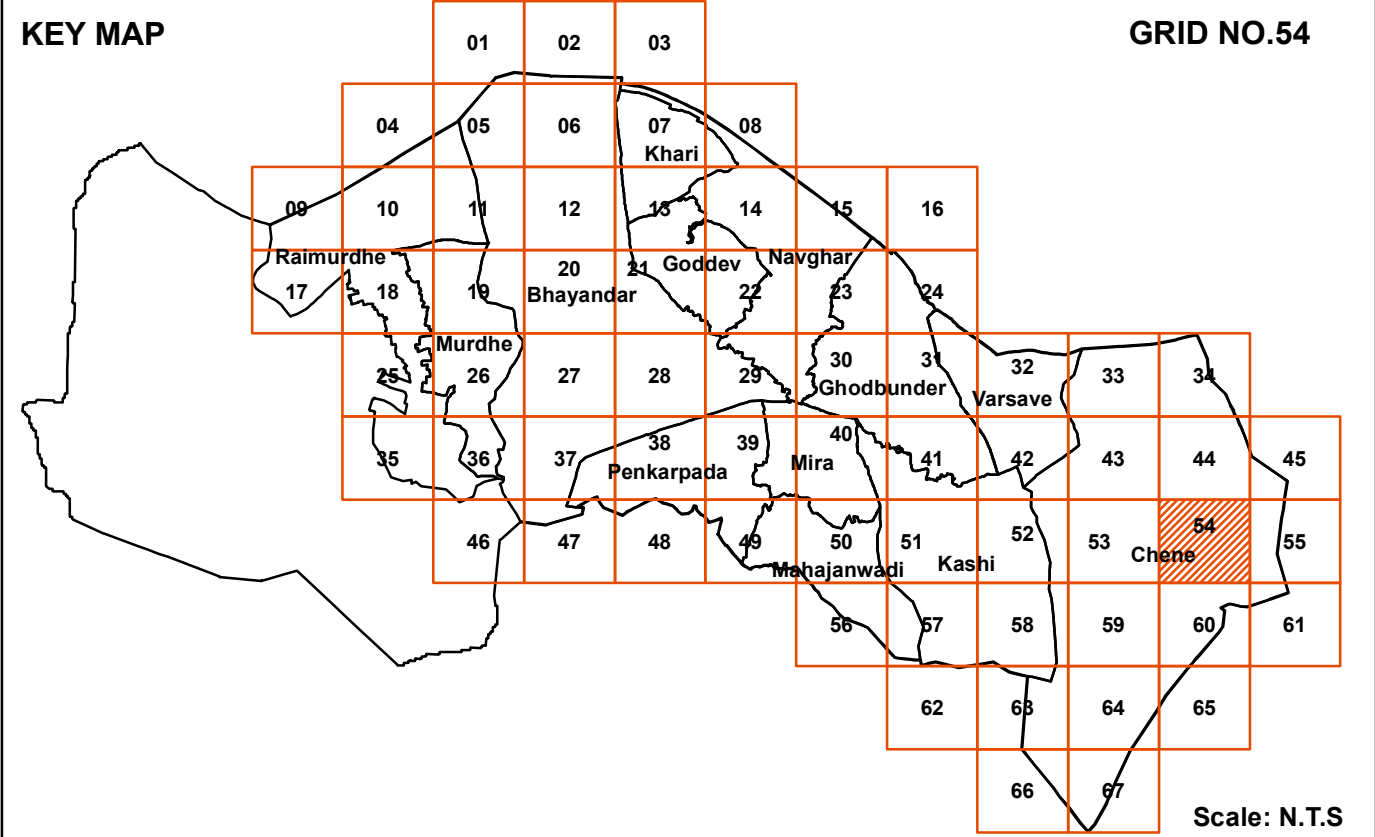 KEY MAP
GRID NO.54
01 02 03
04 05 06 07 08
Khari
09 10 11 12 13 14 15 16
Raimurdhe Goddev Navghar
17 18 19 20 21 22 23 24
Bhayandar
Murdhe
25 26 27 28 29 30 31 32 33 34
Ghodbunder Varsave
35 36 37 38 39 40 41 42 43 44 45
Penkarpada Mira
46 47 48 49 50 51 52 53 54 55
Mahajanwadi Kashi Chene
56 57 58 59 60 61
62 63 64 65
66 67
Scale: N.T.S